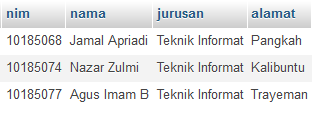 nim nama jurusan alamat
10185068 Jamal Apriadi Teknik Informat Pangkah
10185074 Nazar Zulmi Teknik Informat Kalibuntu
10185077 Agus Imam B Teknik Informat Trayeman